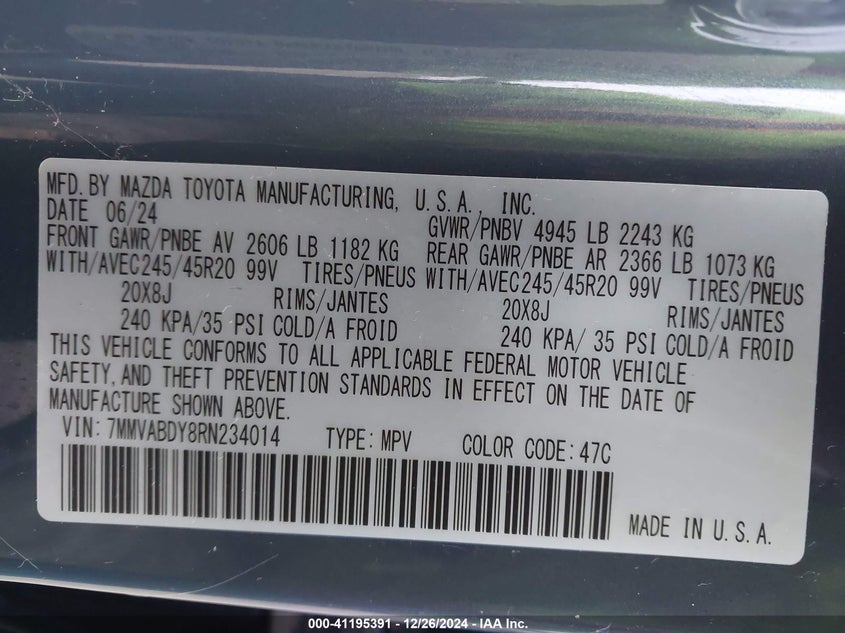 MFD. BY MAZDA TOYOTA MANUFACTURING, U.S.A. INC.
DATE 06/24 GVWR/PNBV 4945 LB 2243 KG
FRONT GAWR/PNBE AV 2606 LB 1182 KG REAR GAWR/PNBE AR 2366 LB 1073 KG
WITH/AVEC 245/45R20 99V TIRES/PNEUS WITH/AVEC 245/45R20 99V TIRES/PNEUS
20X8J RIMS/JANTES 20X8J RIMS/JANTES
240 KPA/35 PSI COLD/A FROID 240 KPA/ 35 PSI COLD/A FROID
THIS VEHICLE CONFORMS TO ALL APPLICABLE FEDERAL MOTOR VEHICLE
SAFETY, AND THEFT PREVENTION STANDARDS IN EFFECT ON THE DATE OF
MANUFACTURE SHOWN ABOVE.
VIN: 7MMVABDY8RN234014 TYPE: MPV COLOR CODE: 47C
MADE IN U.S.A.
000-41195391 - 12/26/2024 - IAA Inc.